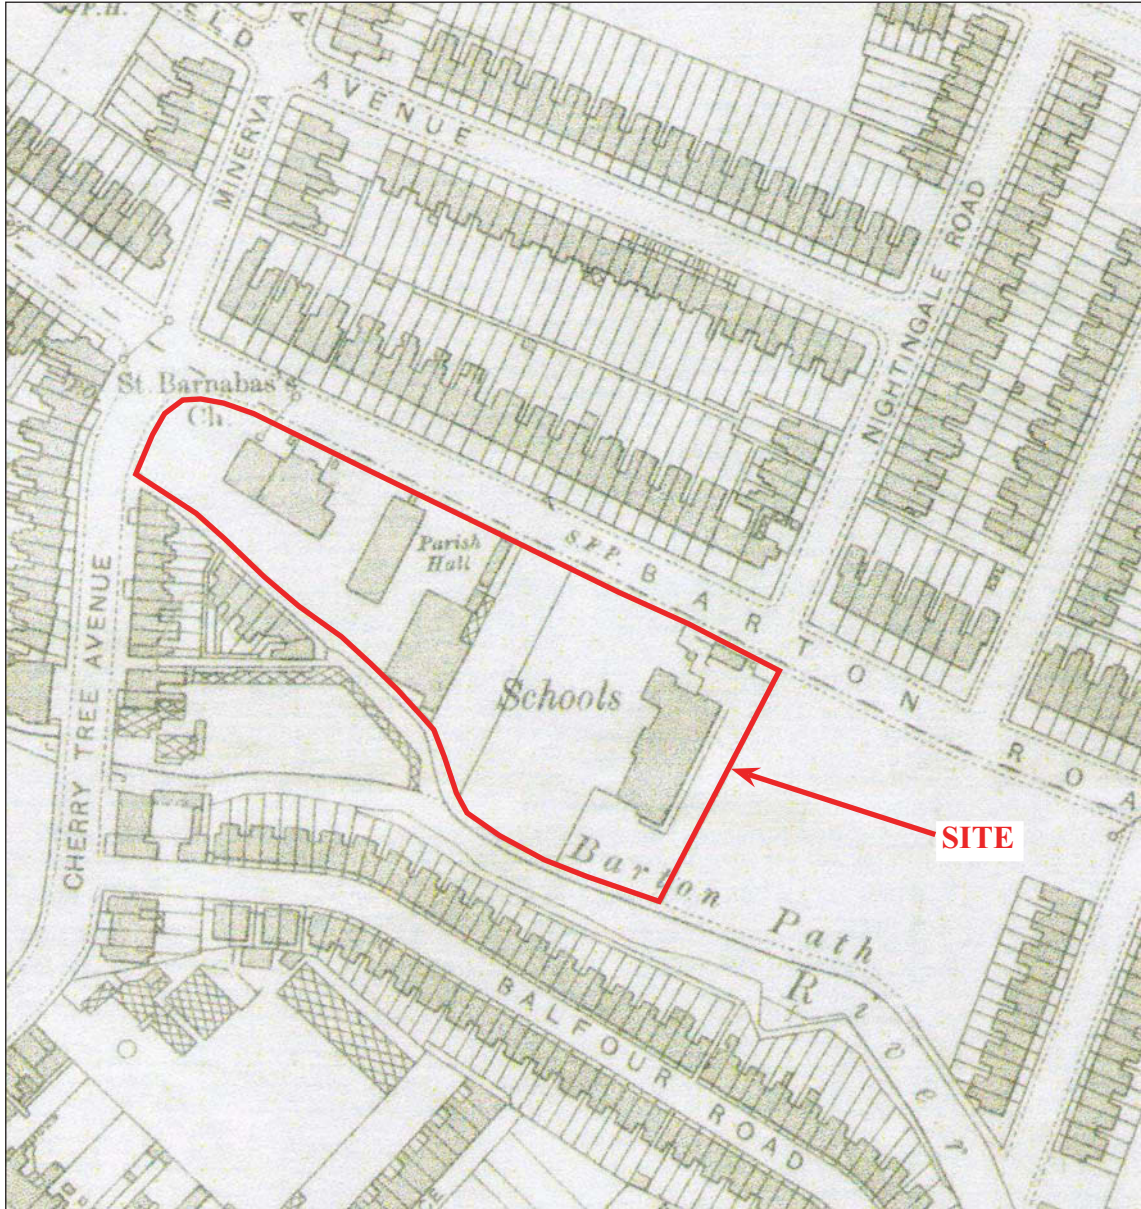 P.H.
ELD
AVENUE
MINERVA
NIGHTINGALE ROAD
St. Barnabas's
Ch.
Parish
Hall
S.F.P.
BARTON ROA
Schools
CHERRY TREE AVENUE
SITE
Barton Path
River
BALFOUR ROAD